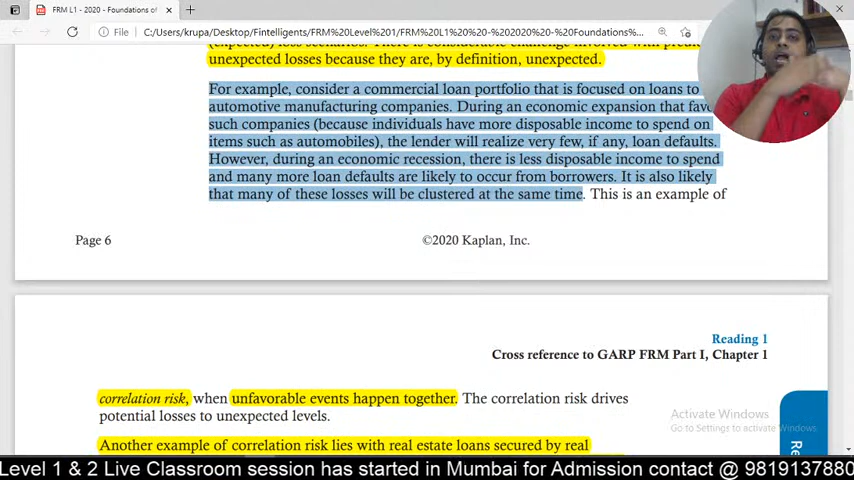 FRM L1 - 2020 - Foundations of
File
C:/Users/krupa/Desktop/Fintelligents/FRM%20Level%201/FRM%20L1%20-%202020%20-%20Foundations%...
(expected) loss scenarios. There is considerable challenge involved with
unexpected losses because they are, by definition, unexpected.
For example, consider a commercial loan portfolio that is focused on loans to
automotive manufacturing companies. During an economic expansion that
such companies (because individuals have more disposable income to spend on
items such as automobiles), the lender will realize very few, if any, loan defaults.
However, during an economic recession, there is less disposable income to spend
and many more loan defaults are likely to occur from borrowers. It is also likely
that many of these losses will be clustered at the same time. This is an example of
Page 6
©2020 Kaplan, Inc.
Reading 1
Cross reference to GARP FRM Part I, Chapter 1
correlation risk, when unfavorable events happen together. The correlation risk drives
potential losses to unexpected levels.
Another example of correlation risk lies with real estate loans secured by real
Activate Windows
Go to Settings to activate Windows
Level 1 & 2 Live Classroom session has started in Mumbai for Admission contact @ 9819137880